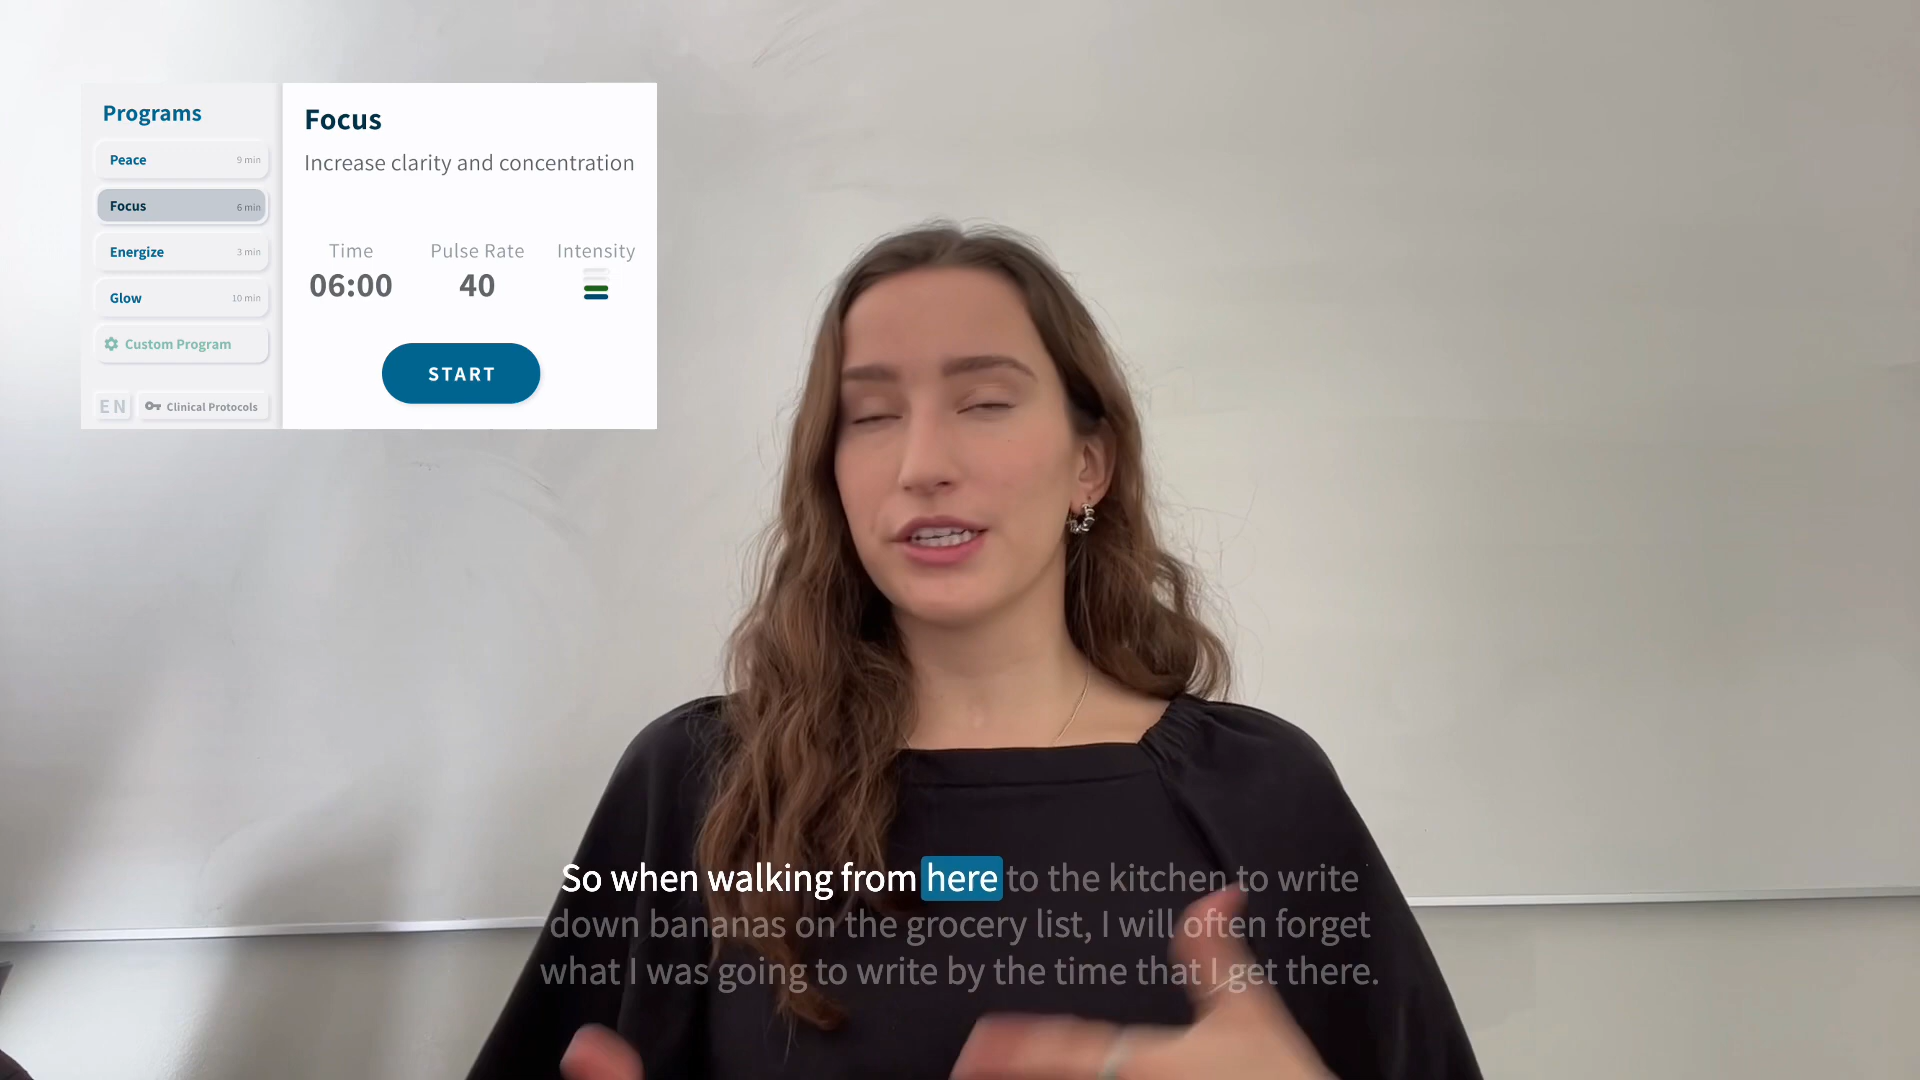 Programs
Peace 9 min
Focus 6 min
Energize 3 min
Glow 10 min
Custom Program
EN Clinical Protocols
Focus
Increase clarity and concentration
Time Pulse Rate Intensity
06:00 40
START
So when walking from here to the kitchen to write
down bananas on the grocery list, I will often forget
what I was going to write by the time that I get there.